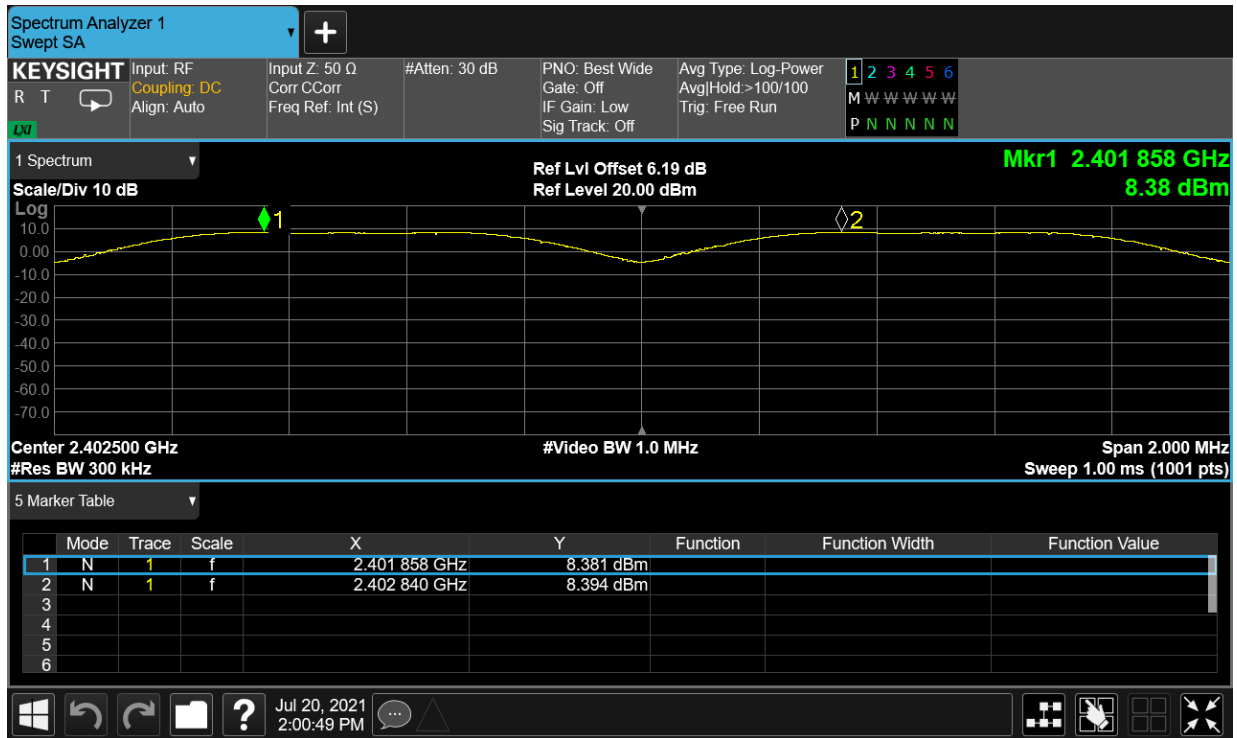 Spectrum Analyzer 1
Swept SA
▼
+
KEYSIGHT
R T
LXI
Input: RF
Coupling: DC
Align: Auto
Input Z: 50 Ω
Corr CCorr
Freq Ref: Int (S)
#Atten: 30 dB
PNO: Best Wide
Gate: Off
IF Gain: Low
Sig Track: Off
Avg Type: Log-Power
Avg|Hold:>100/100
Trig: Free Run
1 2 3 4 5 6
M W W W W W
P N N N N N
1 Spectrum ▼
Scale/Div 10 dB
Ref Lvl Offset 6.19 dB
Ref Level 20.00 dBm
Mkr1 2.401 858 GHz
8.38 dBm
Log
10.0
0.00
-10.0
-20.0
-30.0
-40.0
-50.0
-60.0
-70.0
1
2
Center 2.402500 GHz #Video BW 1.0 MHz Span 2.000 MHz
#Res BW 300 kHz Sweep 1.00 ms (1001 pts)
5 Marker Table ▼
Mode Trace Scale X Y Function Function Width Function Value
1 N 1 f 2.401 858 GHz 8.381 dBm
2 N 1 f 2.402 840 GHz 8.394 dBm
3
4
5
6
?
Jul 20, 2021
2:00:49 PM